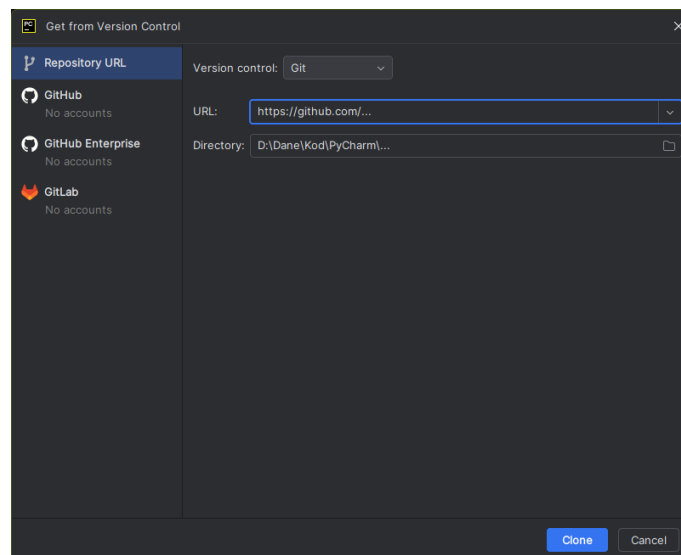 PC Get from Version Control
Repository URL
GitHub
No accounts
GitHub Enterprise
No accounts
GitLab
No accounts
Version control: Git
URL: https://github.com/...
Directory: D:\Dane\Kod\PyCharm\...
Clone Cancel